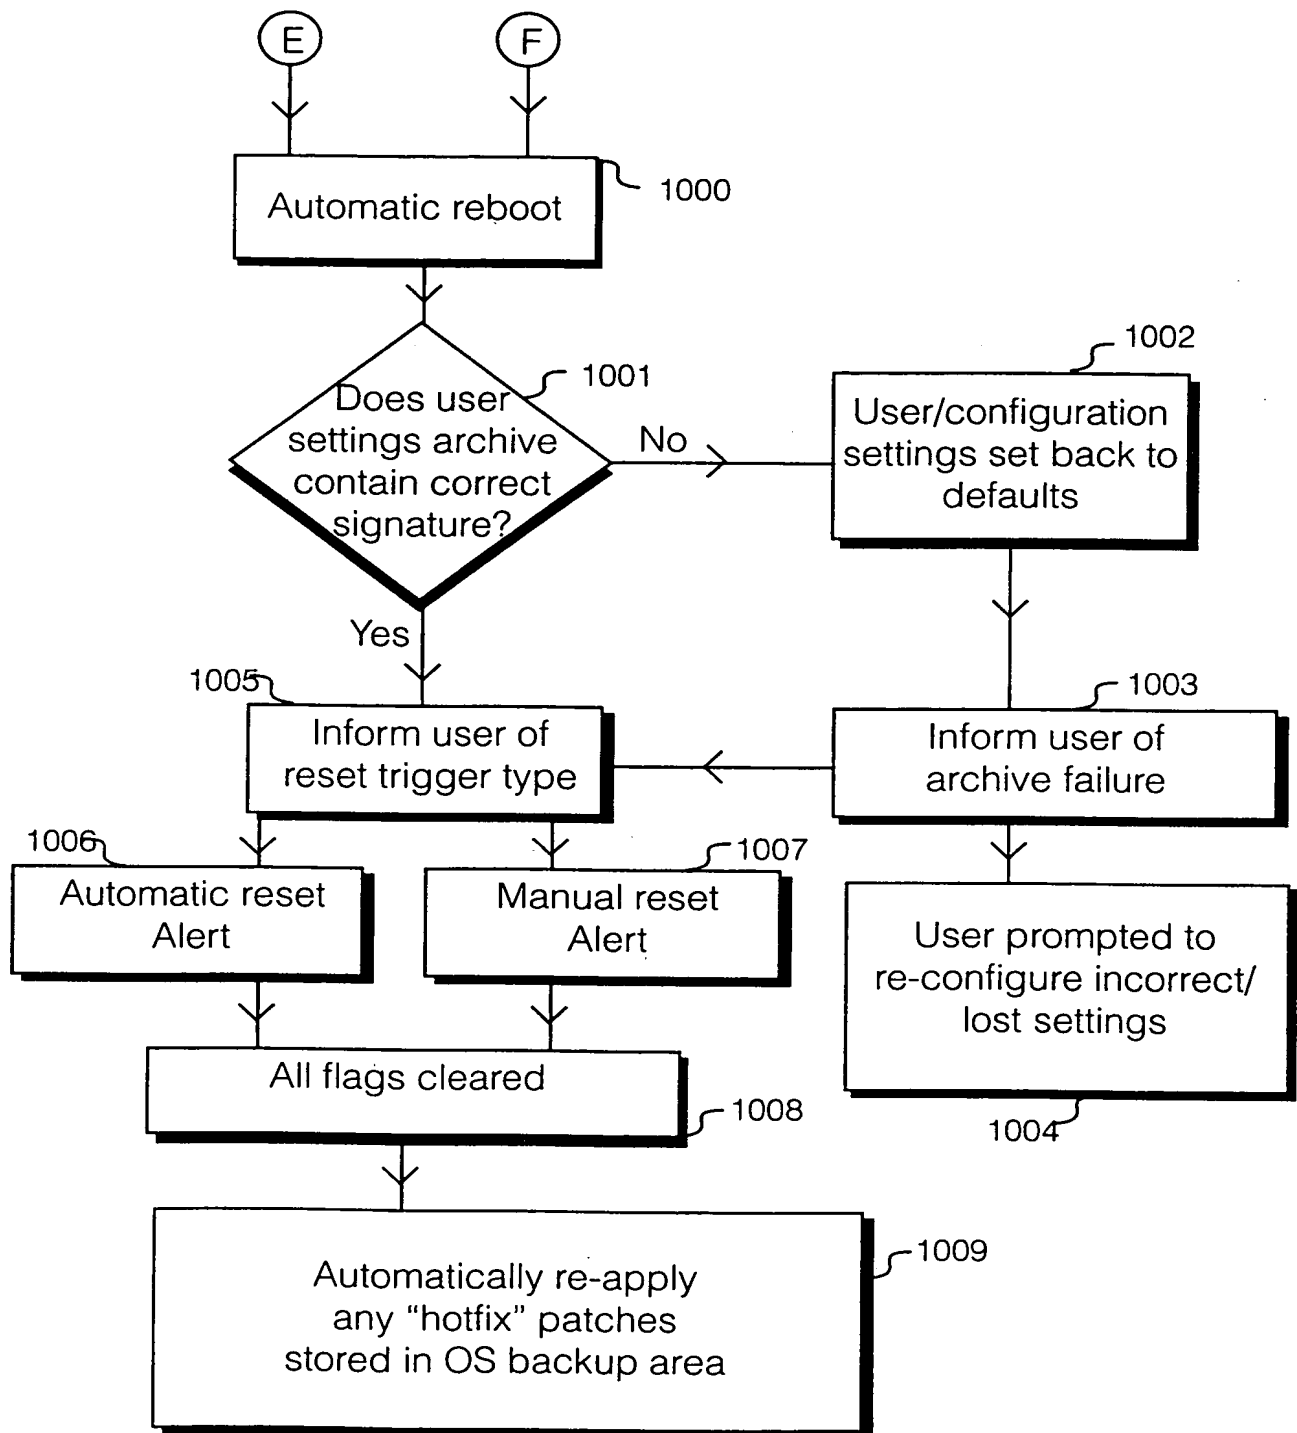 E
F
Automatic reboot
1000
Does user
settings archive
contain correct
signature?
1001
No
1002
User/configuration
settings set back to
defaults
Yes
1005
Inform user of
reset trigger type
1003
Inform user of
archive failure
1006
Automatic reset
Alert
1007
Manual reset
Alert
User prompted to
re-configure incorrect/
lost settings
1004
All flags cleared
1008
Automatically re-apply
any “hotfix” patches
stored in OS backup area
1009